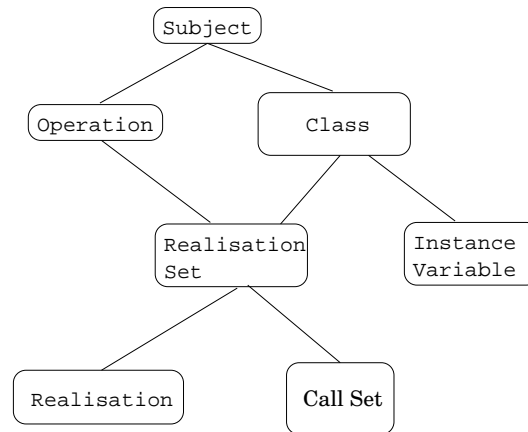 Subject
Operation
Class
Realisation
Set
Instance
Variable
Realisation
Call Set